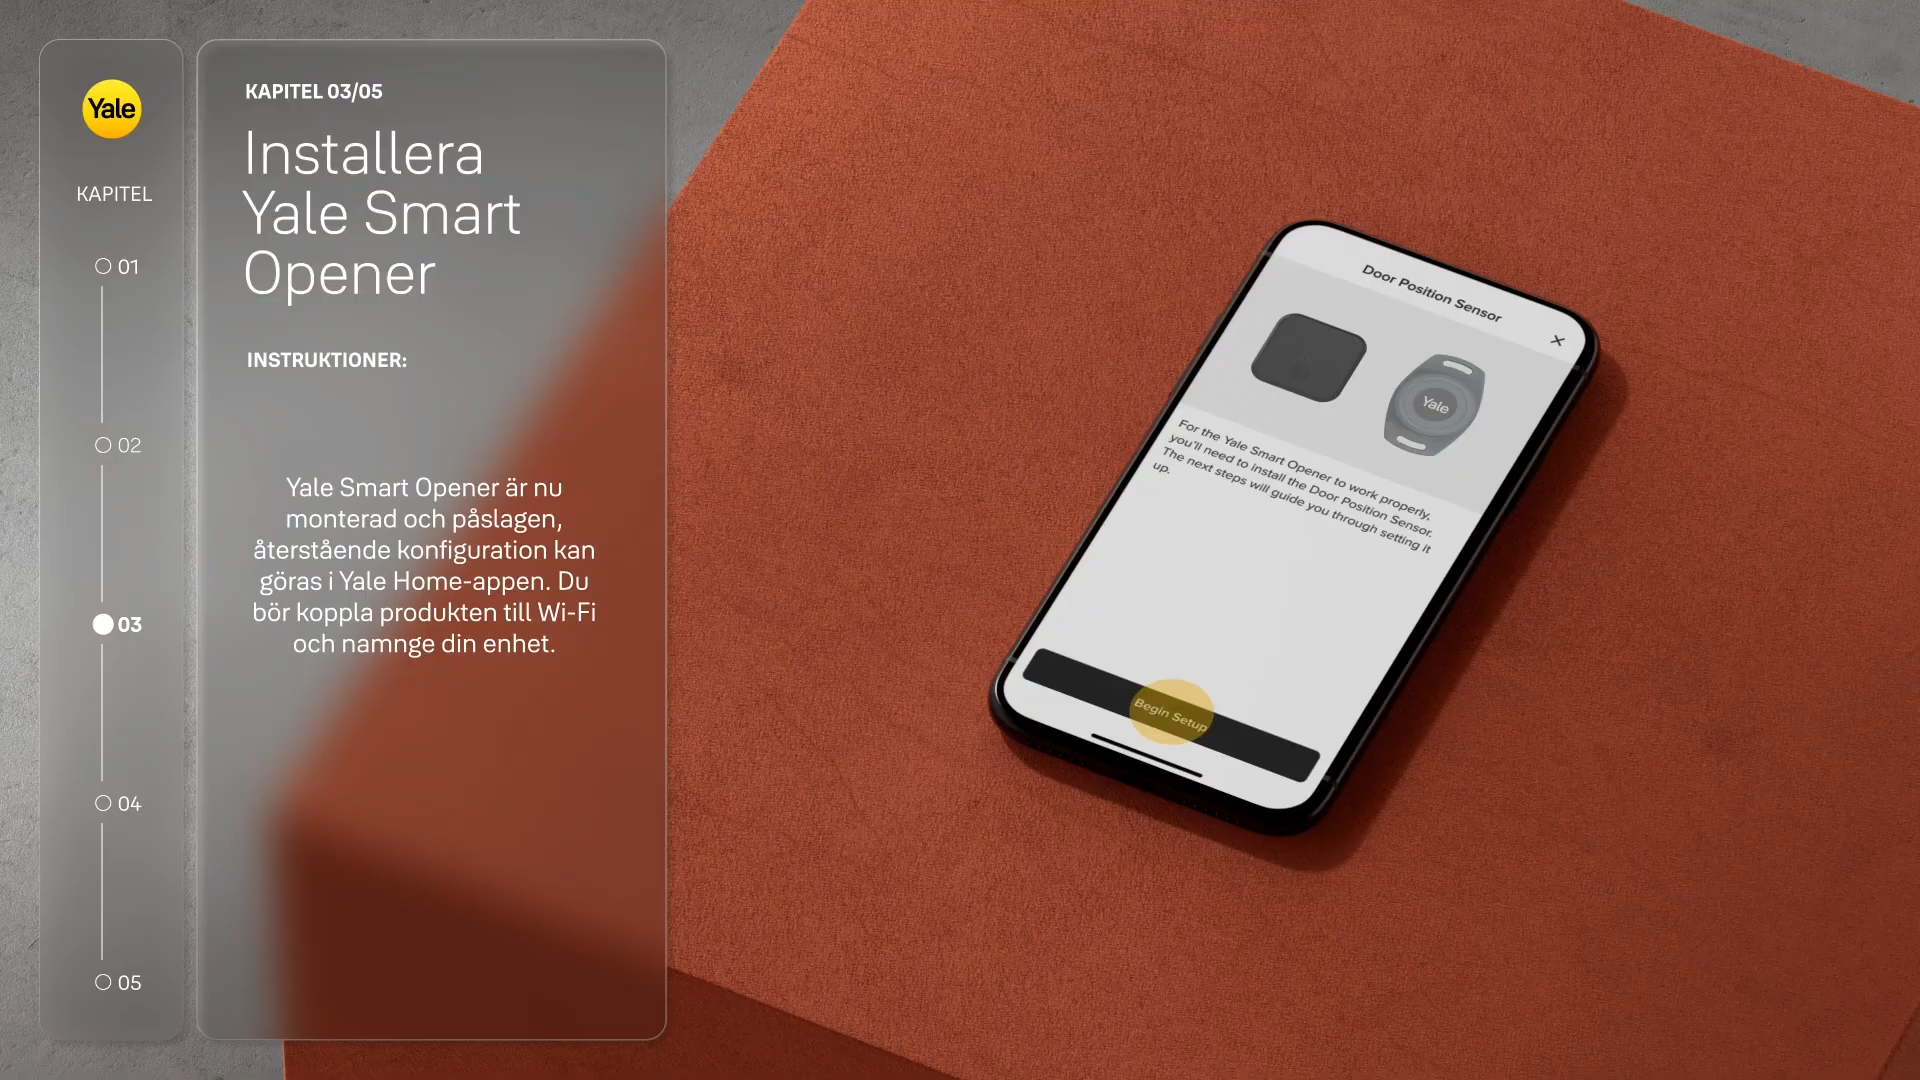 Yale
KAPITEL
01
02
03
04
05
KAPITEL 03/05
Installera
Yale Smart
Opener
INSTRUKTIONER:
Yale Smart Opener är nu
monterad och påslagen,
återstående konfiguration kan
göras i Yale Home-appen. Du
bör koppla produkten till Wi-Fi
och namnge din enhet.
Door Position Sensor
Yale
For the Yale Smart Opener to work properly,
you'll need to install the Door Position Sensor.
The next steps will guide you through setting it
up.
Begin Setup